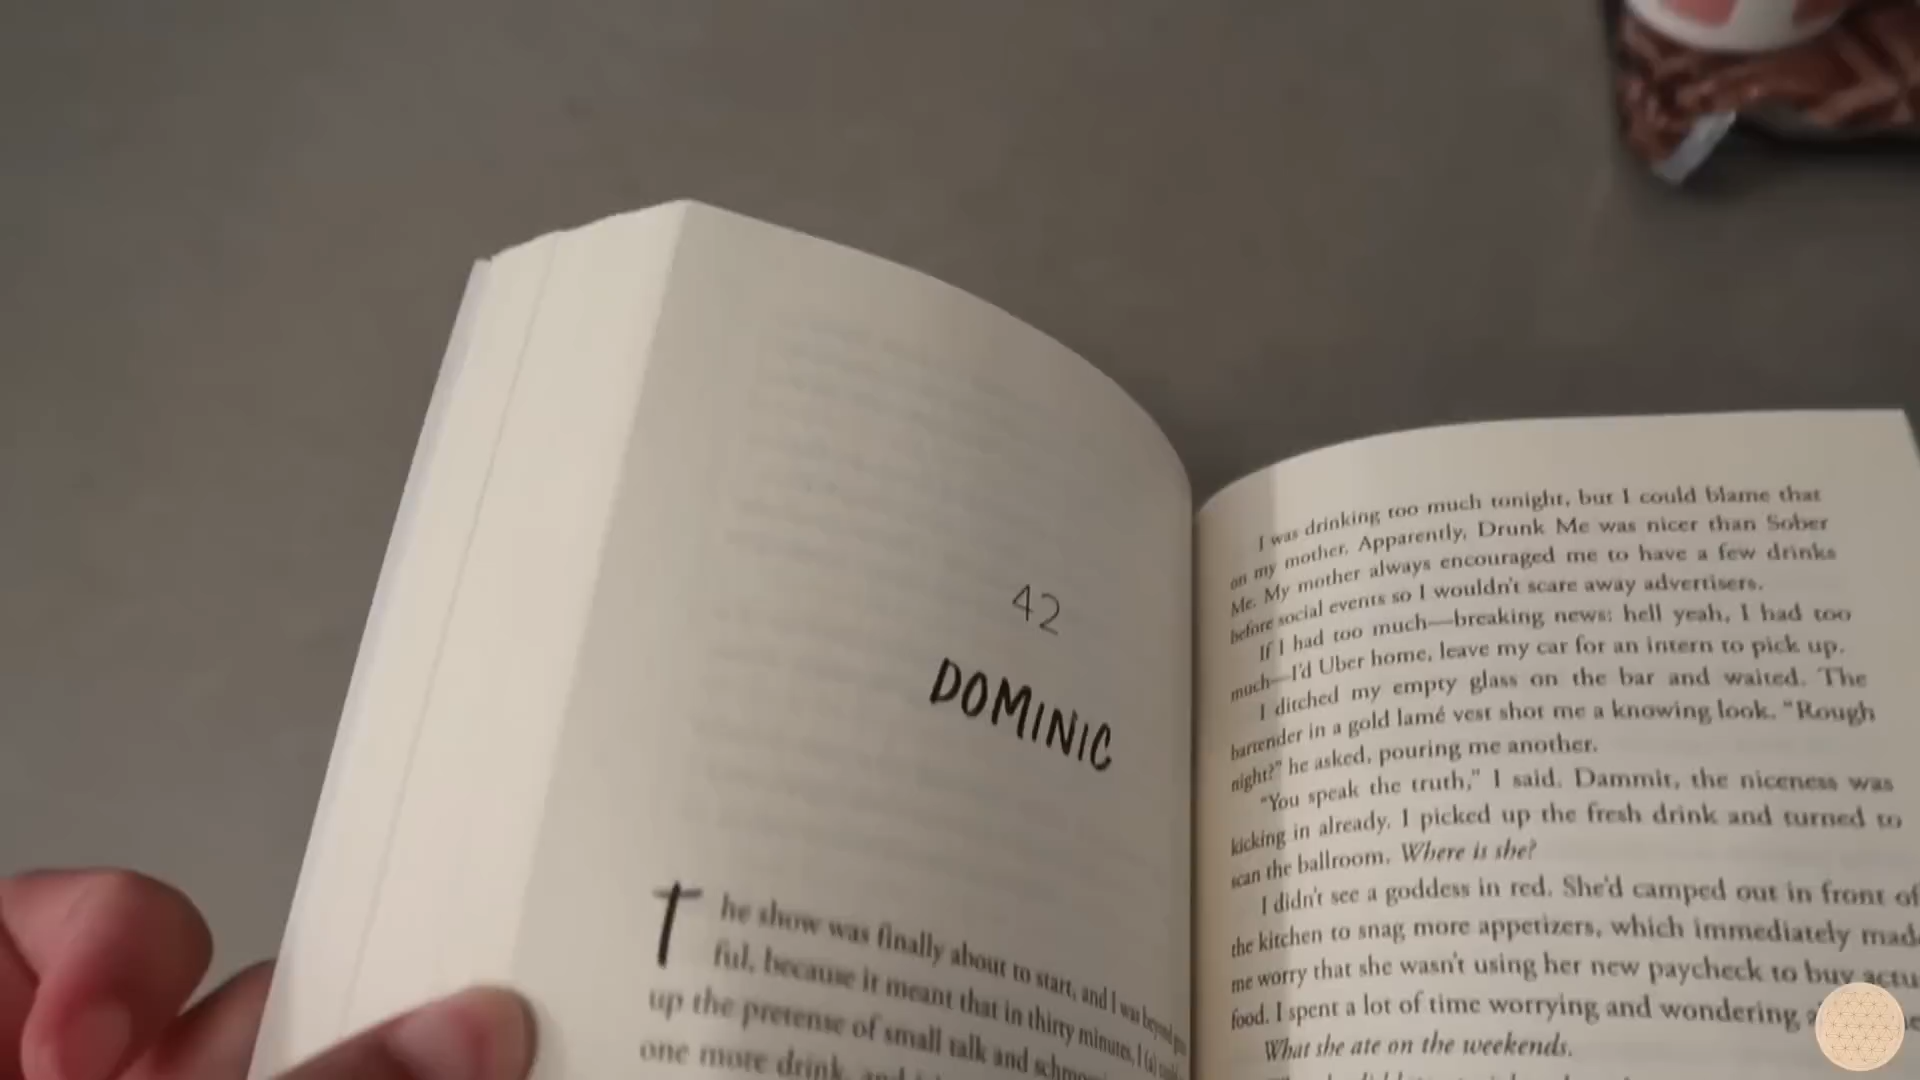 42
DOMINIC
The show was finally about to start, and I was beyond
ful, because it meant that in thirty minutes, I
up the pretense of small talk and
one more drink, and
I was drinking too much tonight, but I could blame that
on my mother. Apparently, Drunk Me was nicer than Sober
Me. My mother always encouraged me to have a few drinks
before social events so I wouldn't scare away advertisers.
If I had too much—breaking news: hell yeah, I had too
much—I'd Uber home, leave my car for an intern to pick up.
I ditched my empty glass on the bar and waited. The
bartender in a gold lamé vest shot me a knowing look. "Rough
night?" he asked, pouring me another.
"You speak the truth," I said. Dammit, the niceness was
kicking in already. I picked up the fresh drink and turned to
scan the ballroom. Where is she?
I didn't see a goddess in red. She'd camped out in front of
the kitchen to snag more appetizers, which immediately made
me worry that she wasn't using her new paycheck to buy actu
food. I spent a lot of time worrying and wondering
What she ate on the weekends.